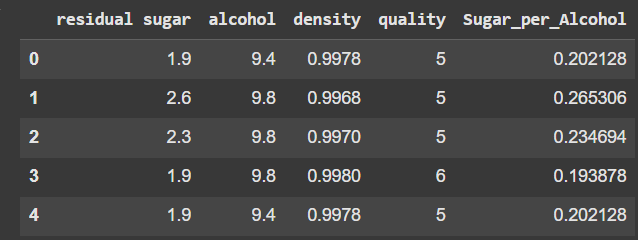 residual sugar alcohol density quality Sugar_per_Alcohol
0 1.9 9.4 0.9978 5 0.202128
1 2.6 9.8 0.9968 5 0.265306
2 2.3 9.8 0.9970 5 0.234694
3 1.9 9.8 0.9980 6 0.193878
4 1.9 9.4 0.9978 5 0.202128